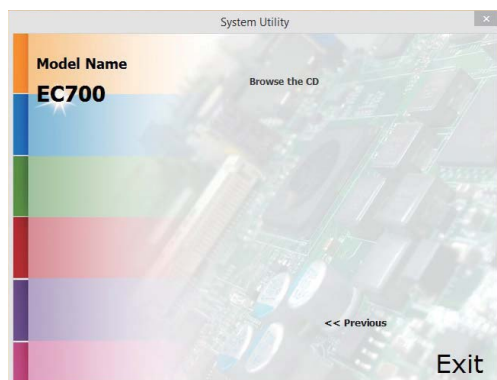 System Utility
Model Name
EC700
Browse the CD
<< Previous
Exit